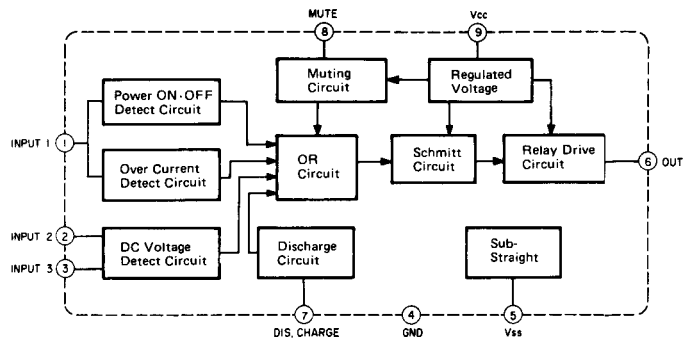 MUTE
Vcc
8
9
Power ON·OFF
Detect Circuit
Muting
Circuit
Regulated
Voltage
INPUT 1
1
Over Current
Detect Circuit
OR
Circuit
Schmitt
Circuit
Relay Drive
Circuit
6
OUT
INPUT 2
2
INPUT 3
3
DC Voltage
Detect Circuit
Discharge
Circuit
Sub-
Straight
7
4
5
DIS, CHARGE
GND
Vss